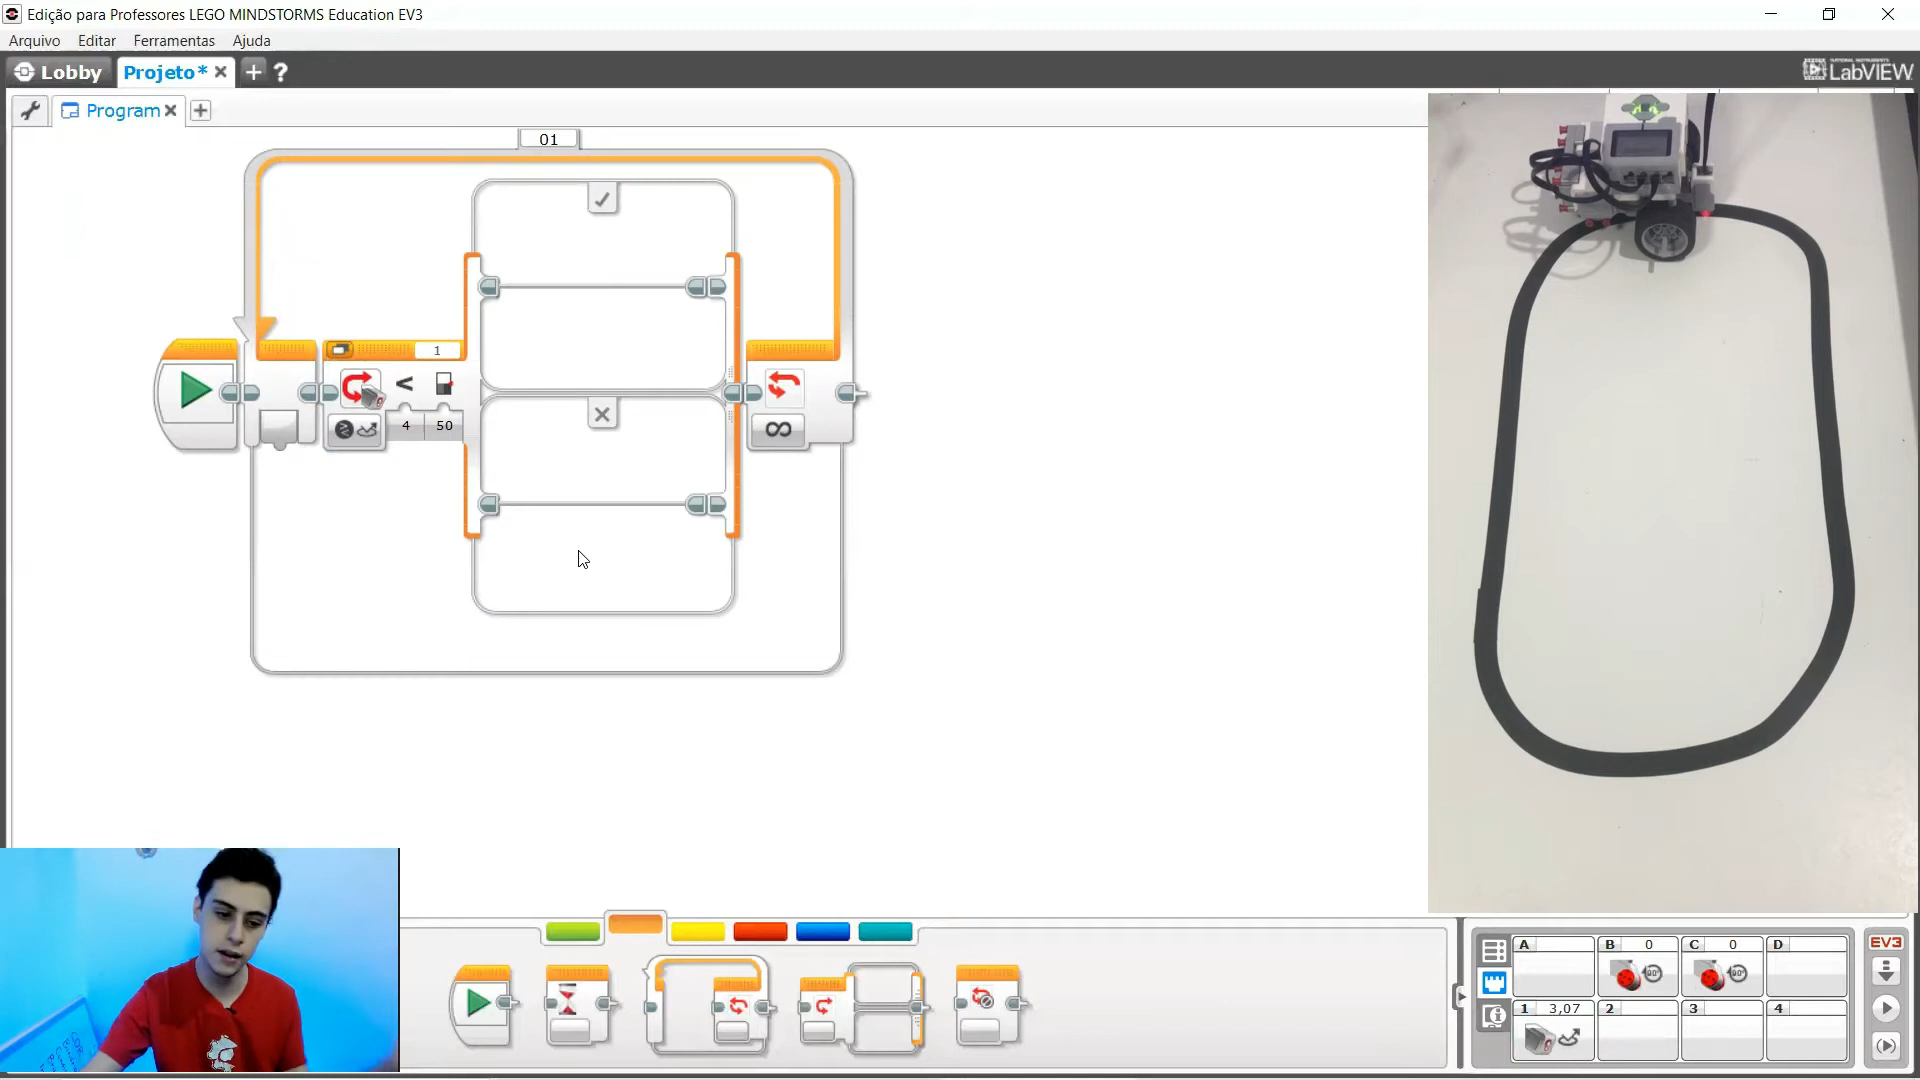 Edição para Professores LEGO MINDSTORMS Education EV3
Arquivo Editar Ferramentas Ajuda
Lobby Projeto* + ?
LabVIEW
Program +
01
1
<
4 50
A B 0 C 0 D
1 3,07 2 3 4
EV3